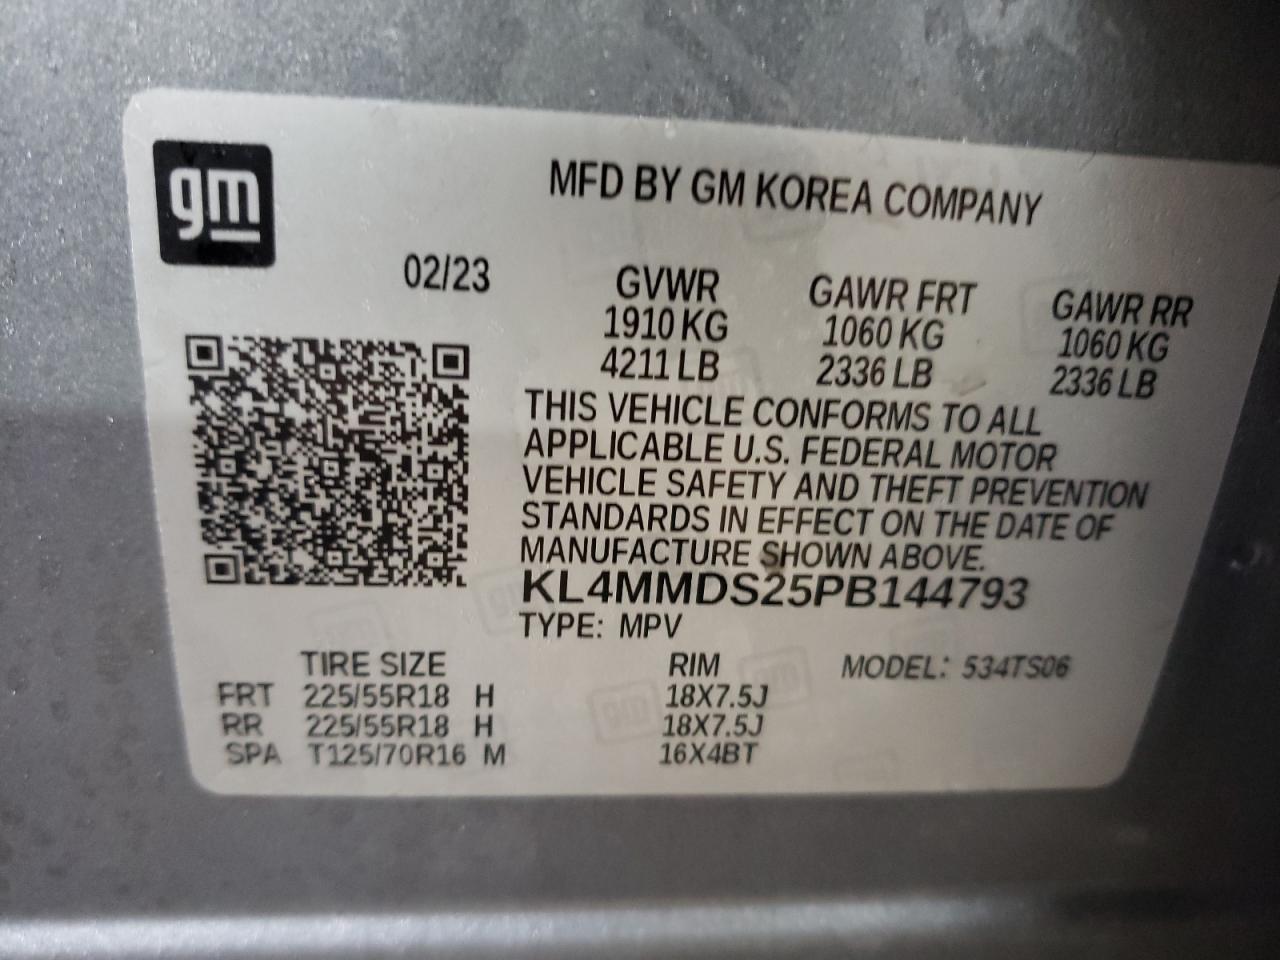 gm
MFD BY GM KOREA COMPANY
02/23
GVWR GAWR FRT GAWR RR
1910 KG 1060 KG 1060 KG
4211 LB 2336 LB 2336 LB
THIS VEHICLE CONFORMS TO ALL
APPLICABLE U.S. FEDERAL MOTOR
VEHICLE SAFETY AND THEFT PREVENTION
STANDARDS IN EFFECT ON THE DATE OF
MANUFACTURE SHOWN ABOVE.
KL4MMDS25PB144793
TYPE: MPV
TIRE SIZE RIM MODEL: 534TS06
FRT 225/55R18 H 18X7.5J
RR 225/55R18 H 18X7.5J
SPA T125/70R16 M 16X4BT